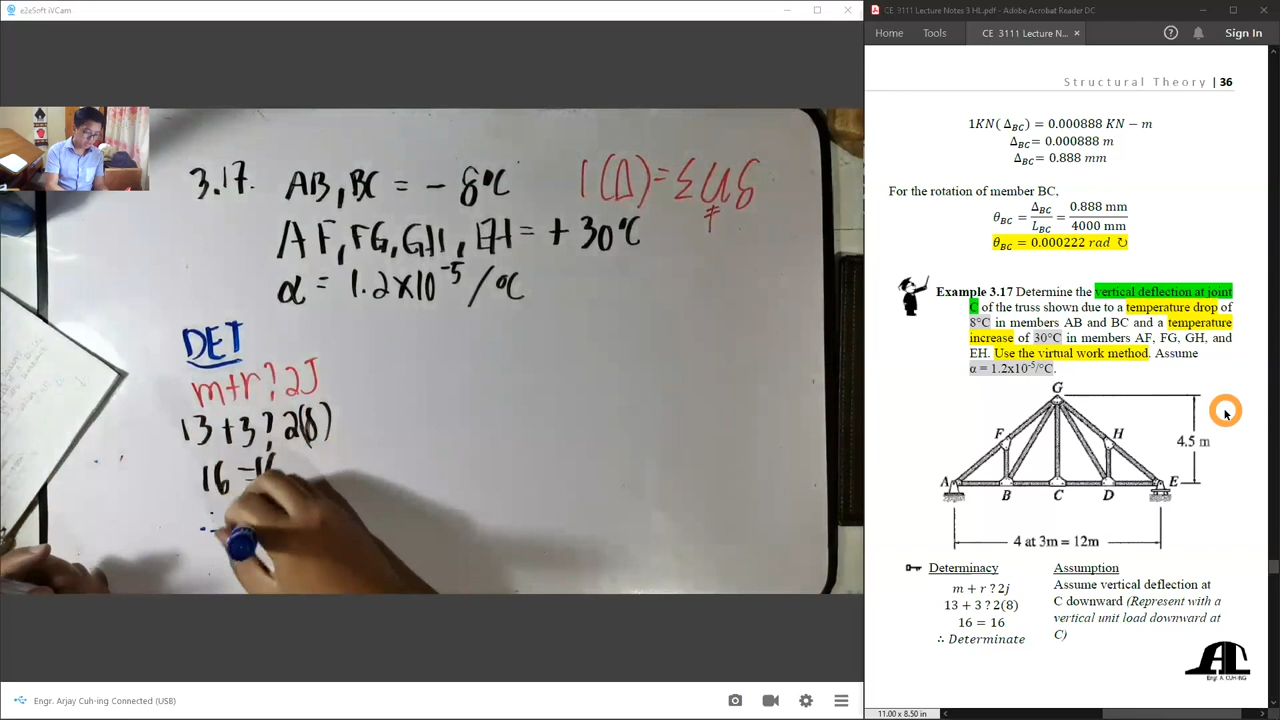 e2eSoft iVCam
3.17. AB, BC = - 8°C
AF, FG, GH, EH = + 30°C
α = 1.2x10⁻⁵/°C
1(Δ) = Σuδ
DET
m+r ? 2J
13+3 ? 2(8)
16 = 16
∴
Engr. Arjay Cuh-ing Connected (USB)
CE 3111 Lecture Notes 3 HL.pdf - Adobe Acrobat Reader DC
Home Tools CE 3111 Lecture N... × Sign In
Structural Theory | 36
1KN(Δ_BC) = 0.000888 KN − m
Δ_BC = 0.000888 m
Δ_BC = 0.888 mm
For the rotation of member BC.
θ_BC = Δ_BC / L_BC = 0.888 mm / 4000 mm
θ_BC = 0.000222 rad ↻
Example 3.17 Determine the vertical deflection at joint
C of the truss shown due to a temperature drop of
8°C in members AB and BC and a temperature
increase of 30°C in members AF, FG, GH, and
EH. Use the virtual work method. Assume
α = 1.2x10⁻⁵/°C.
G
F H
4.5 m
A E
B C D
4 at 3m = 12m
Determinacy
m + r ? 2j
13 + 3 ? 2(8)
16 = 16
∴ Determinate
Assumption
Assume vertical deflection at
C downward (Represent with a
vertical unit load downward at
C)
AC
Engr A. CUH-ING
11.00 x 8.50 in